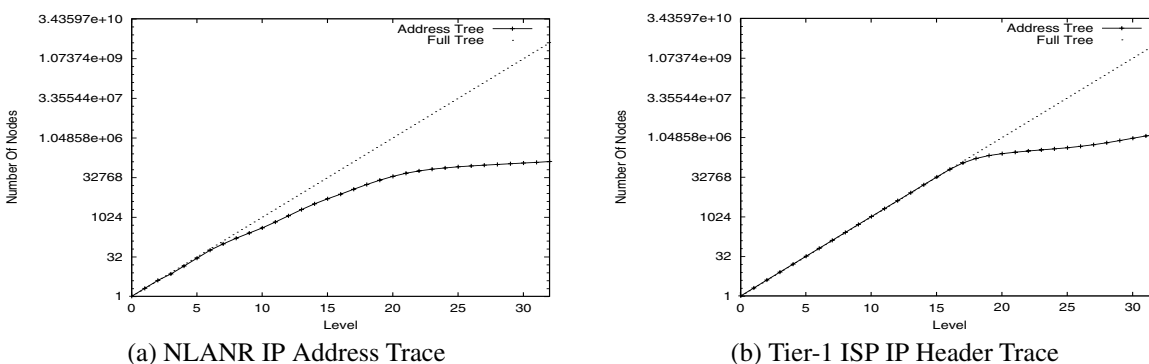 3.43597e+10
1.07374e+09
3.35544e+07
1.04858e+06
32768
1024
32
1
Number Of Nodes
Address Tree
Full Tree
0 5 10 15 20 25 30
Level
(a) NLANR IP Address Trace
3.43597e+10
1.07374e+09
3.35544e+07
1.04858e+06
32768
1024
32
1
Number Of Nodes
Address Tree
Full Tree
0 5 10 15 20 25 30
Level
(b) Tier-1 ISP IP Header Trace